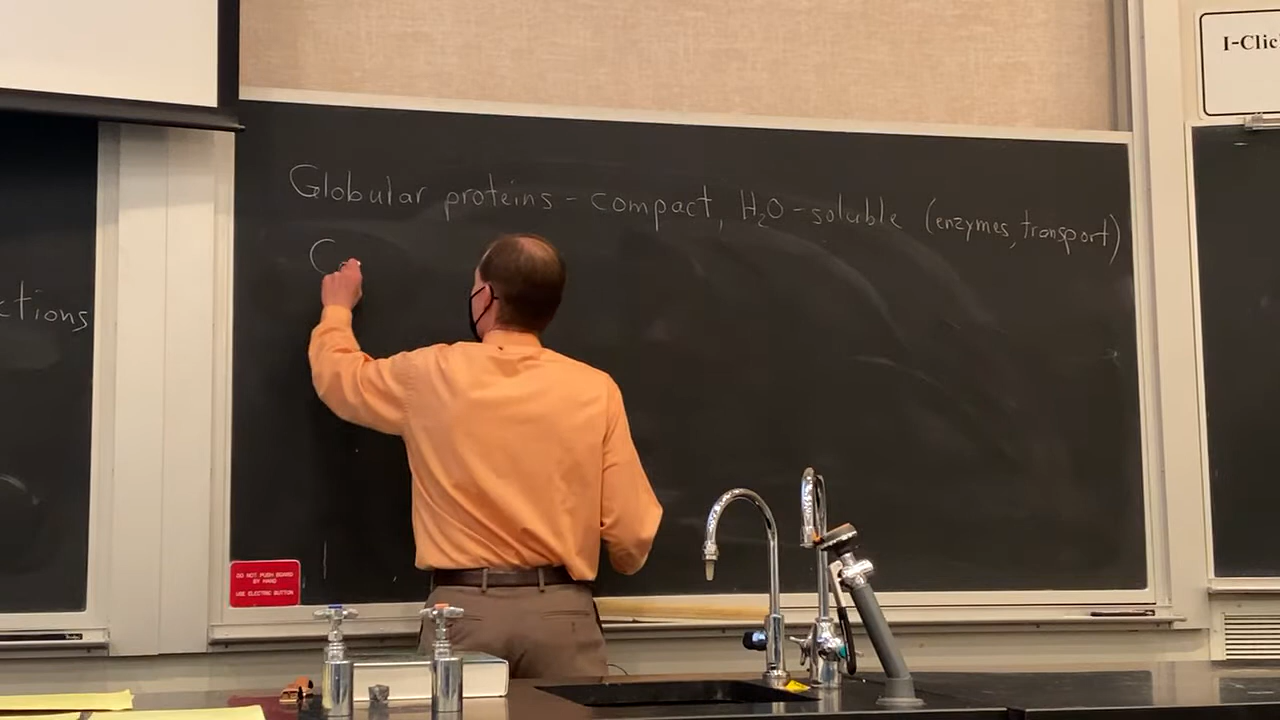 I-Clic
Globular proteins - compact, H₂O-soluble (enzymes, transport)
C
ctions
DO NOT PUSH BOARD
BY HAND
USE ELECTRIC BUTTON